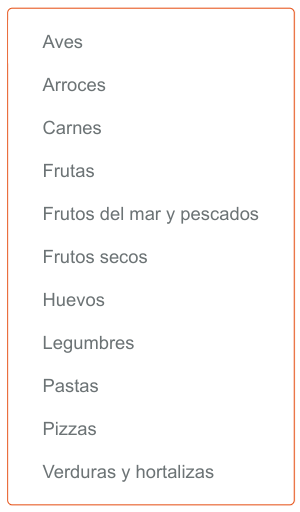 Aves
Arroces
Carnes
Frutas
Frutos del mar y pescados
Frutos secos
Huevos
Legumbres
Pastas
Pizzas
Verduras y hortalizas